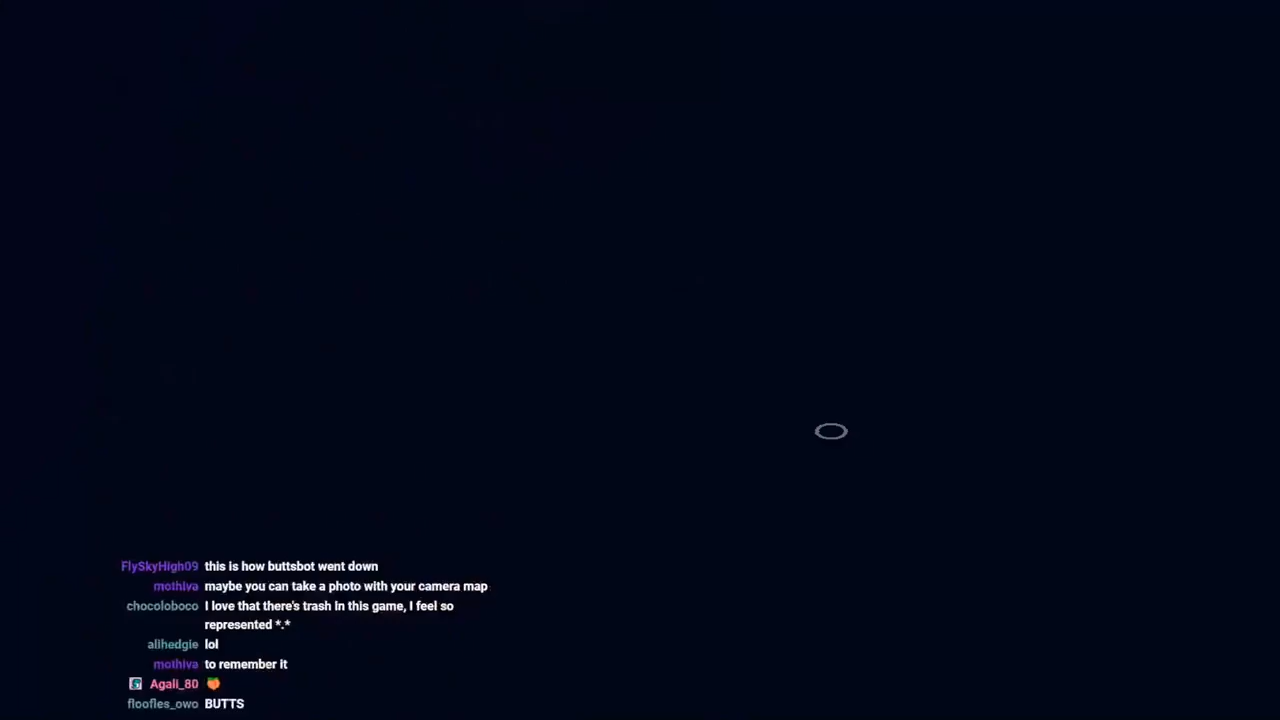 FlySkyHigh09 this is how buttsbot went down
mothiva maybe you can take a photo with your camera map
chocoloboco I love that there's trash in this game, I feel so
represented *.*
alihedgie lol
mothiva to remember it
Agali_80 🍑
floofles_owo BUTTS